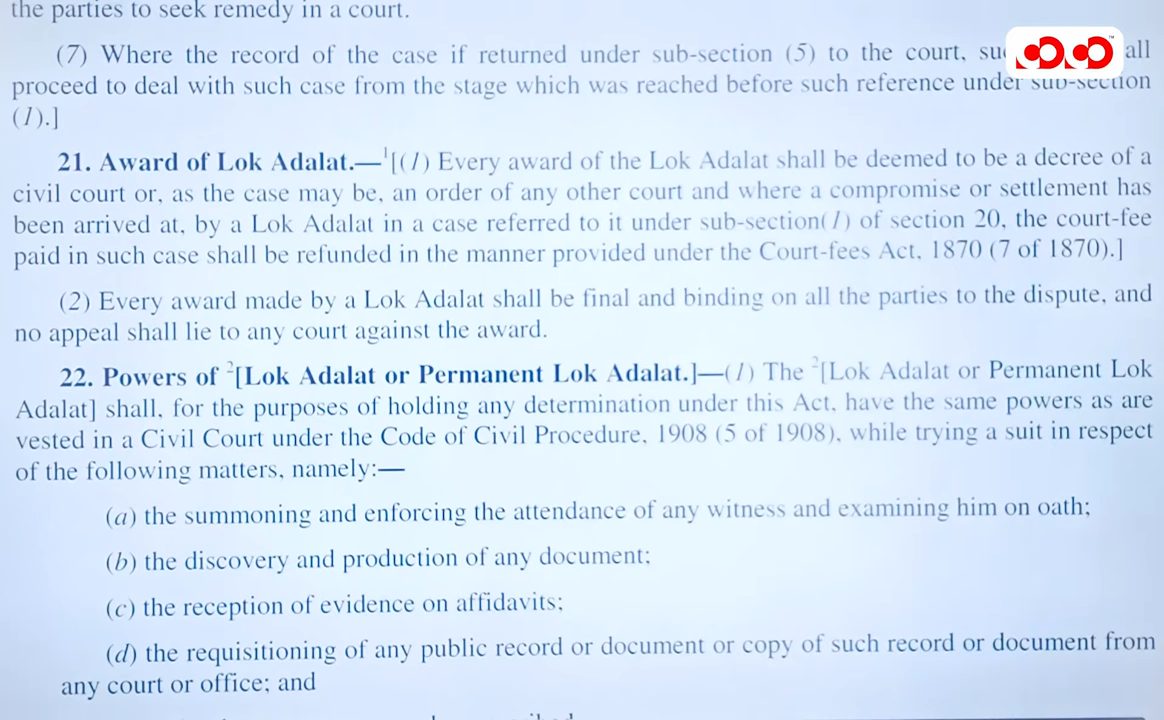 the parties to seek remedy in a court.
(7) Where the record of the case if returned under sub-section (5) to the court, all
proceed to deal with such case from the stage which was reached before such reference under sub-section
(1).]
21. Award of Lok Adalat.—1[(1) Every award of the Lok Adalat shall be deemed to be a decree of a
civil court or, as the case may be, an order of any other court and where a compromise or settlement has
been arrived at, by a Lok Adalat in a case referred to it under sub-section(1) of section 20, the court-fee
paid in such case shall be refunded in the manner provided under the Court-fees Act, 1870 (7 of 1870).]
(2) Every award made by a Lok Adalat shall be final and binding on all the parties to the dispute, and
no appeal shall lie to any court against the award.
22. Powers of 2[Lok Adalat or Permanent Lok Adalat.]—(1) The 2[Lok Adalat or Permanent Lok
Adalat] shall, for the purposes of holding any determination under this Act, have the same powers as are
vested in a Civil Court under the Code of Civil Procedure, 1908 (5 of 1908), while trying a suit in respect
of the following matters, namely:—
(a) the summoning and enforcing the attendance of any witness and examining him on oath;
(b) the discovery and production of any document;
(c) the reception of evidence on affidavits;
(d) the requisitioning of any public record or document or copy of such record or document from
any court or office; and